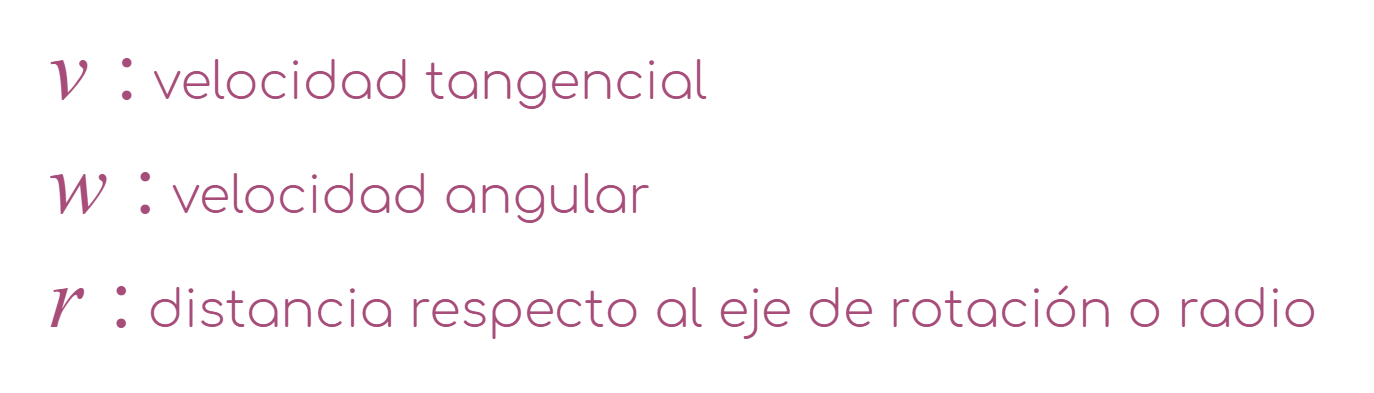 v : velocidad tangencial
w : velocidad angular
r : distancia respecto al eje de rotación o radio